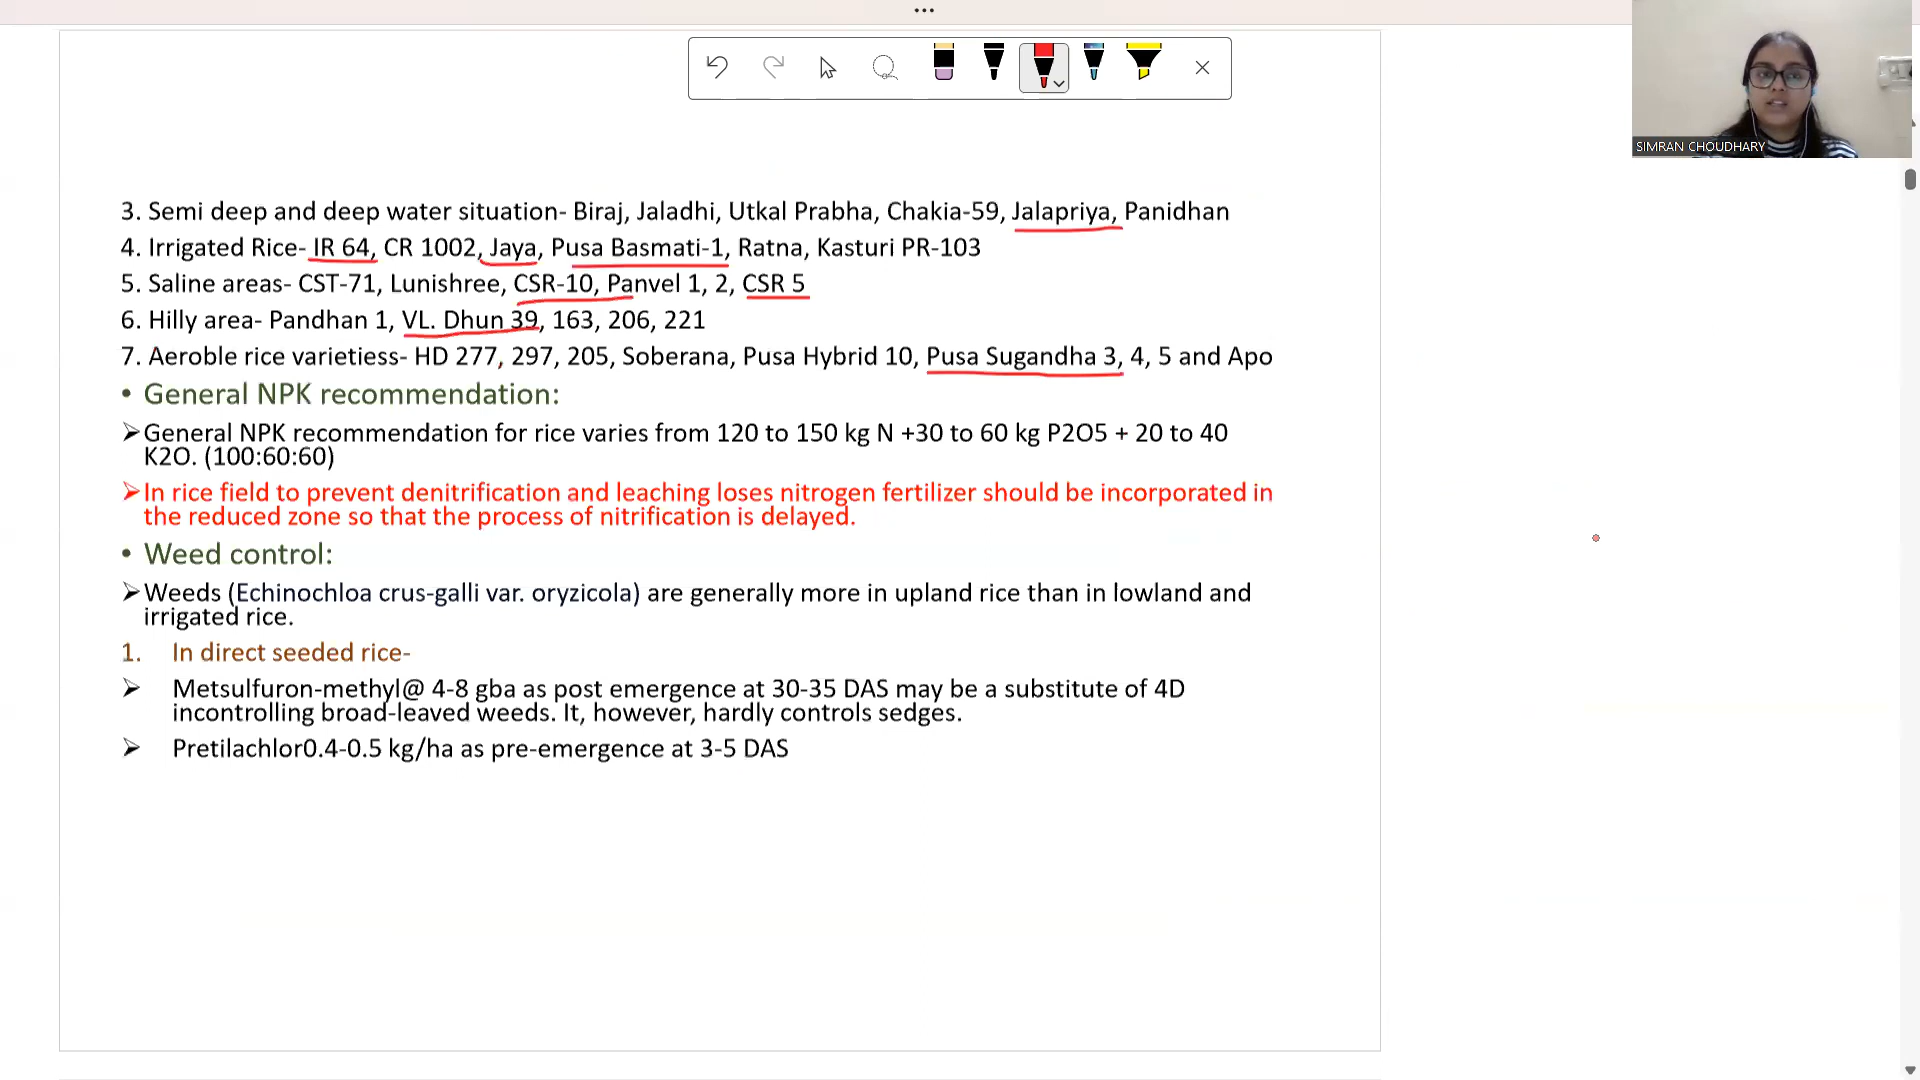 SIMRAN CHOUDHARY
3. Semi deep and deep water situation- Biraj, Jaladhi, Utkal Prabha, Chakia-59, Jalapriya, Panidhan
4. Irrigated Rice- IR 64, CR 1002, Jaya, Pusa Basmati-1, Ratna, Kasturi PR-103
5. Saline areas- CST-71, Lunishree, CSR-10, Panvel 1, 2, CSR 5
6. Hilly area- Pandhan 1, VL. Dhun 39, 163, 206, 221
7. Aeroble rice varietiess- HD 277, 297, 205, Soberana, Pusa Hybrid 10, Pusa Sugandha 3, 4, 5 and Apo
• General NPK recommendation:
➢General NPK recommendation for rice varies from 120 to 150 kg N +30 to 60 kg P2O5 + 20 to 40
K2O. (100:60:60)
➢In rice field to prevent denitrification and leaching loses nitrogen fertilizer should be incorporated in
the reduced zone so that the process of nitrification is delayed.
• Weed control:
➢Weeds (Echinochloa crus-galli var. oryzicola) are generally more in upland rice than in lowland and
irrigated rice.
1. In direct seeded rice-
➢ Metsulfuron-methyl@ 4-8 gba as post emergence at 30-35 DAS may be a substitute of 4D
incontrolling broad-leaved weeds. It, however, hardly controls sedges.
➢ Pretilachlor0.4-0.5 kg/ha as pre-emergence at 3-5 DAS